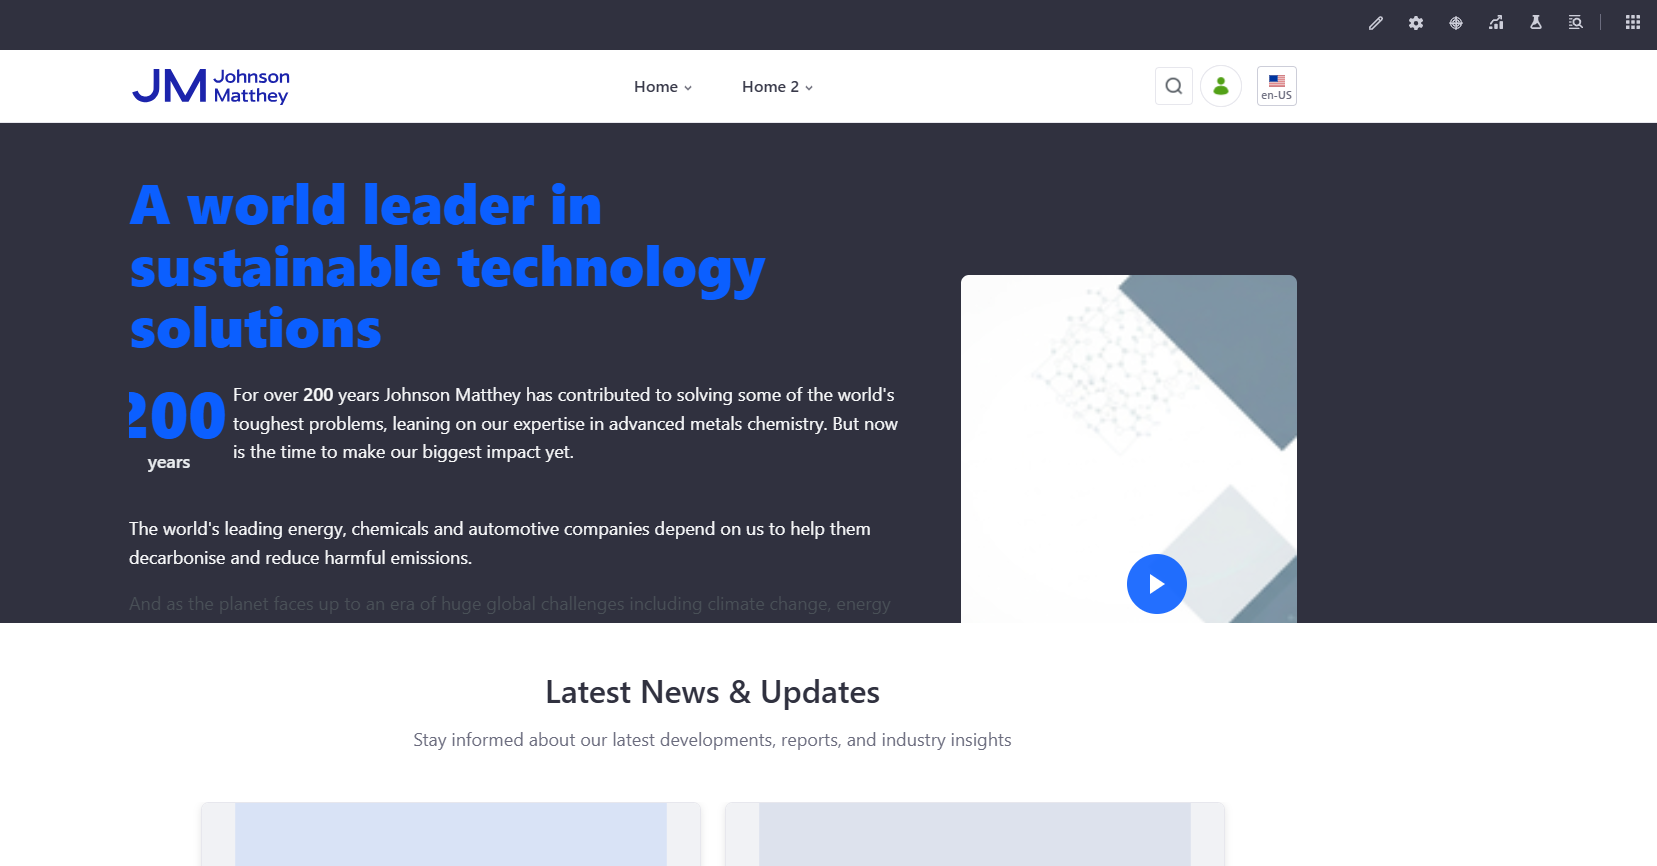 Johnson
JM Matthey
Home
Home 2
en-US
A world leader in
sustainable technology
solutions
200
years
For over 200 years Johnson Matthey has contributed to solving some of the world's
toughest problems, leaning on our expertise in advanced metals chemistry. But now
is the time to make our biggest impact yet.
The world's leading energy, chemicals and automotive companies depend on us to help them
decarbonise and reduce harmful emissions.
And as the planet faces up to an era of huge global challenges including climate change, energy
Latest News & Updates
Stay informed about our latest developments, reports, and industry insights